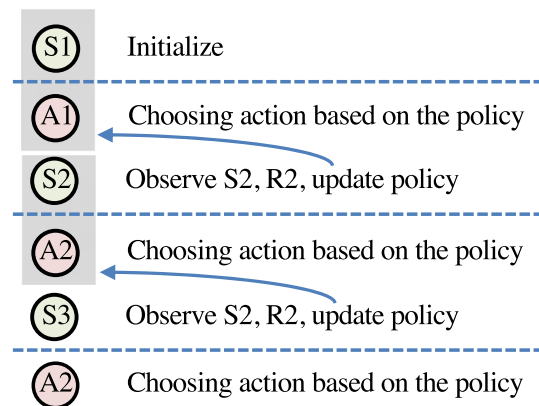 S1 Initialize
A1 Choosing action based on the policy
S2 Observe S2, R2, update policy
A2 Choosing action based on the policy
S3 Observe S2, R2, update policy
A2 Choosing action based on the policy